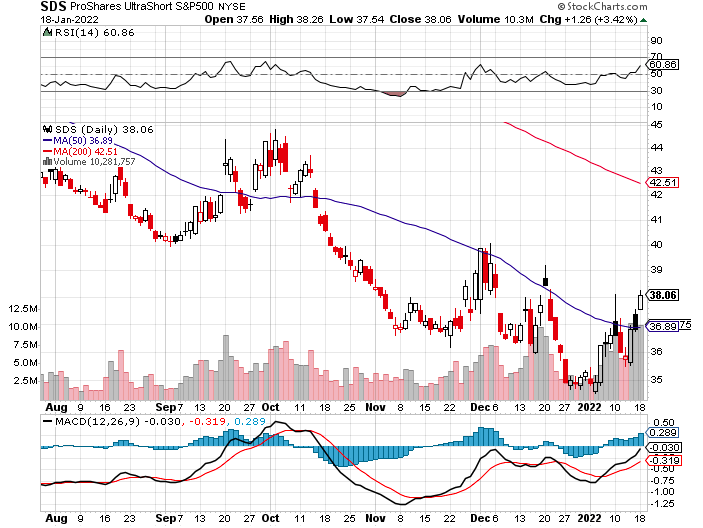 SDS ProShares UltraShort S&P500 NYSE © StockCharts.com
18-Jan-2022 Open 37.56 High 38.26 Low 37.54 Close 38.06 Volume 10.3M Chg +1.26 (+3.42%)
RSI(14) 60.86
90
70
60.86
50
30
10
SDS (Daily) 38.06
MA(50) 36.89
MA(200) 42.51
Volume 10,281,757
45
44
43
42.51
42
41
40
39
38.06
38
36.89
36
35
12.5M
10.0M
7.5M
5.0M
2.5M
Aug 9 16 23 Sep 7 13 20 27 Oct 11 18 25 Nov 8 15 22 Dec 6 13 20 27 2022 10 18
MACD(12,26,9) -0.030, -0.319, 0.289
0.50
0.289
-0.030
-0.319
-0.50
-0.75
-1.00
-1.25
Aug 9 16 23 Sep 7 13 20 27 Oct 11 18 25 Nov 8 15 22 Dec 6 13 20 27 2022 10 18